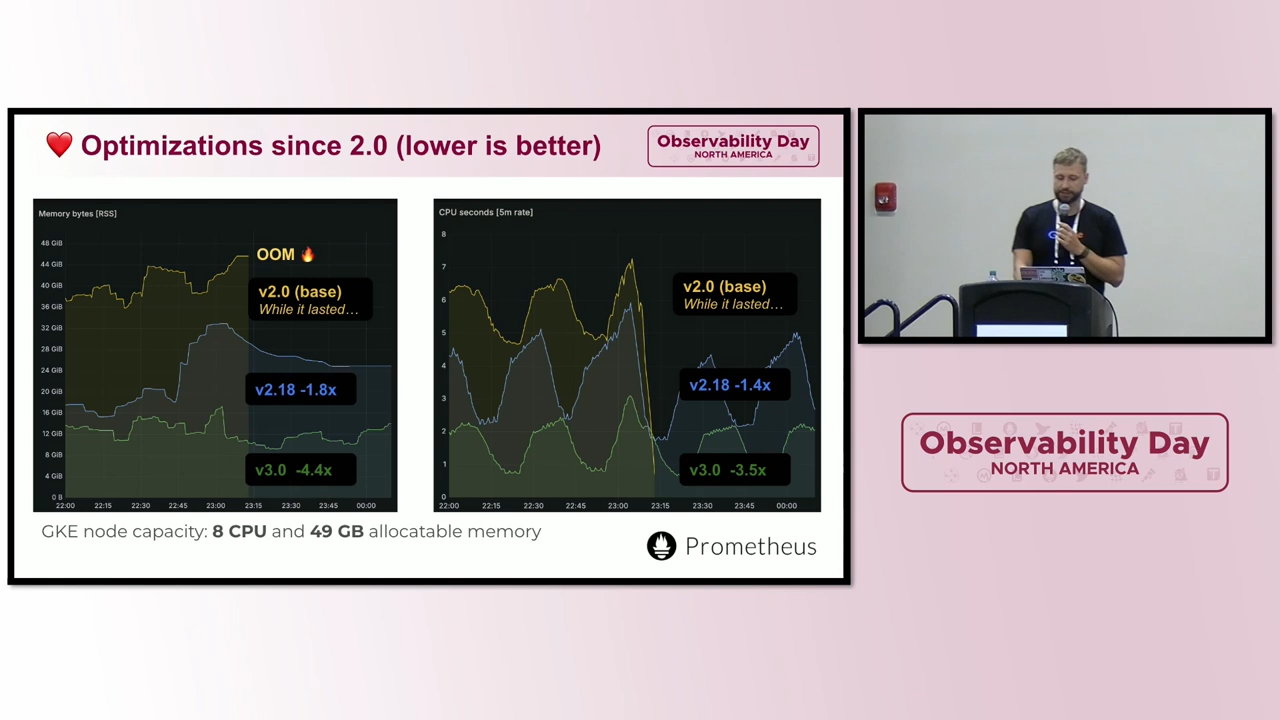 ❤️ Optimizations since 2.0 (lower is better)
Observability Day
NORTH AMERICA
Memory bytes [RSS]
48 GiB
44 GiB
40 GiB
36 GiB
32 GiB
28 GiB
24 GiB
20 GiB
16 GiB
12 GiB
8 GiB
4 GiB
0 B
22:00 22:15 22:30 22:45 23:00 23:15 23:30 23:45 00:00
OOM 🔥
v2.0 (base)
While it lasted…
v2.18 -1.8x
v3.0 -4.4x
CPU seconds [5m rate]
8
7
6
5
4
3
2
1
0
22:00 22:15 22:30 22:45 23:00 23:15 23:30 23:45 00:00
v2.0 (base)
While it lasted…
v2.18 -1.4x
v3.0 -3.5x
GKE node capacity: 8 CPU and 49 GB allocatable memory
Prometheus
Observability Day
NORTH AMERICA